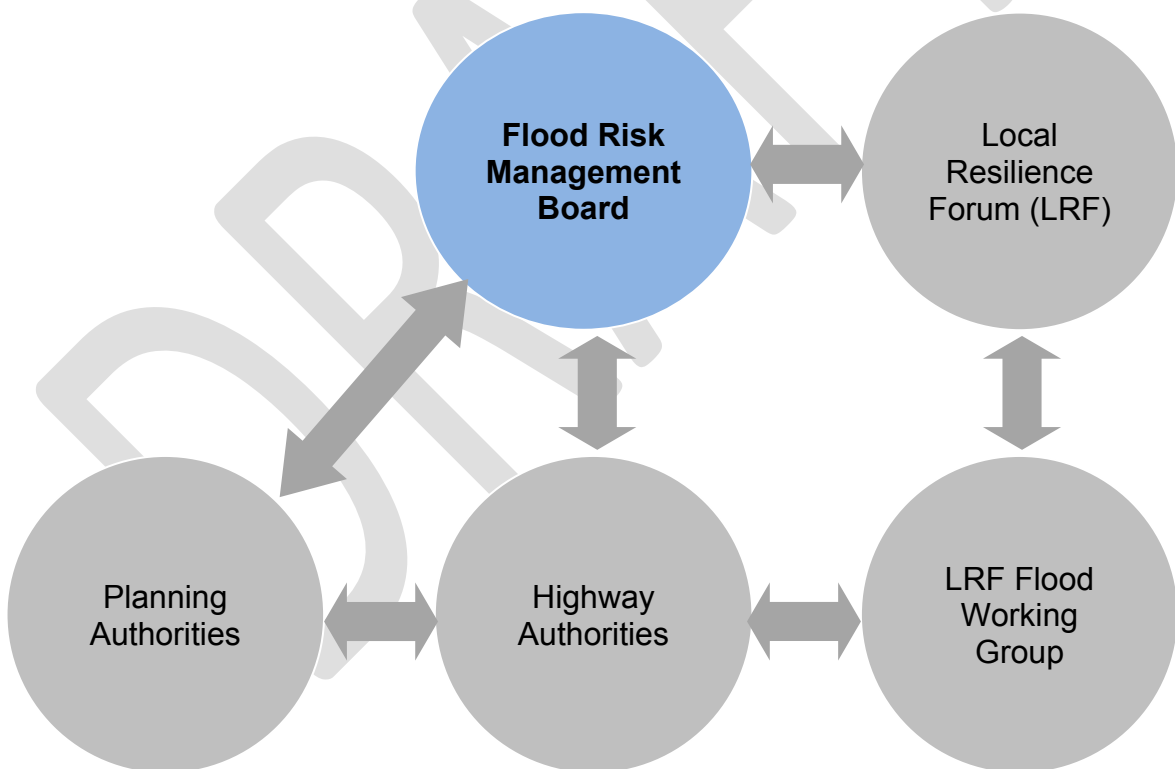 Flood Risk
Management
Board
Local
Resilience
Forum (LRF)
Planning
Authorities
Highway
Authorities
LRF Flood
Working
Group
DRAFT